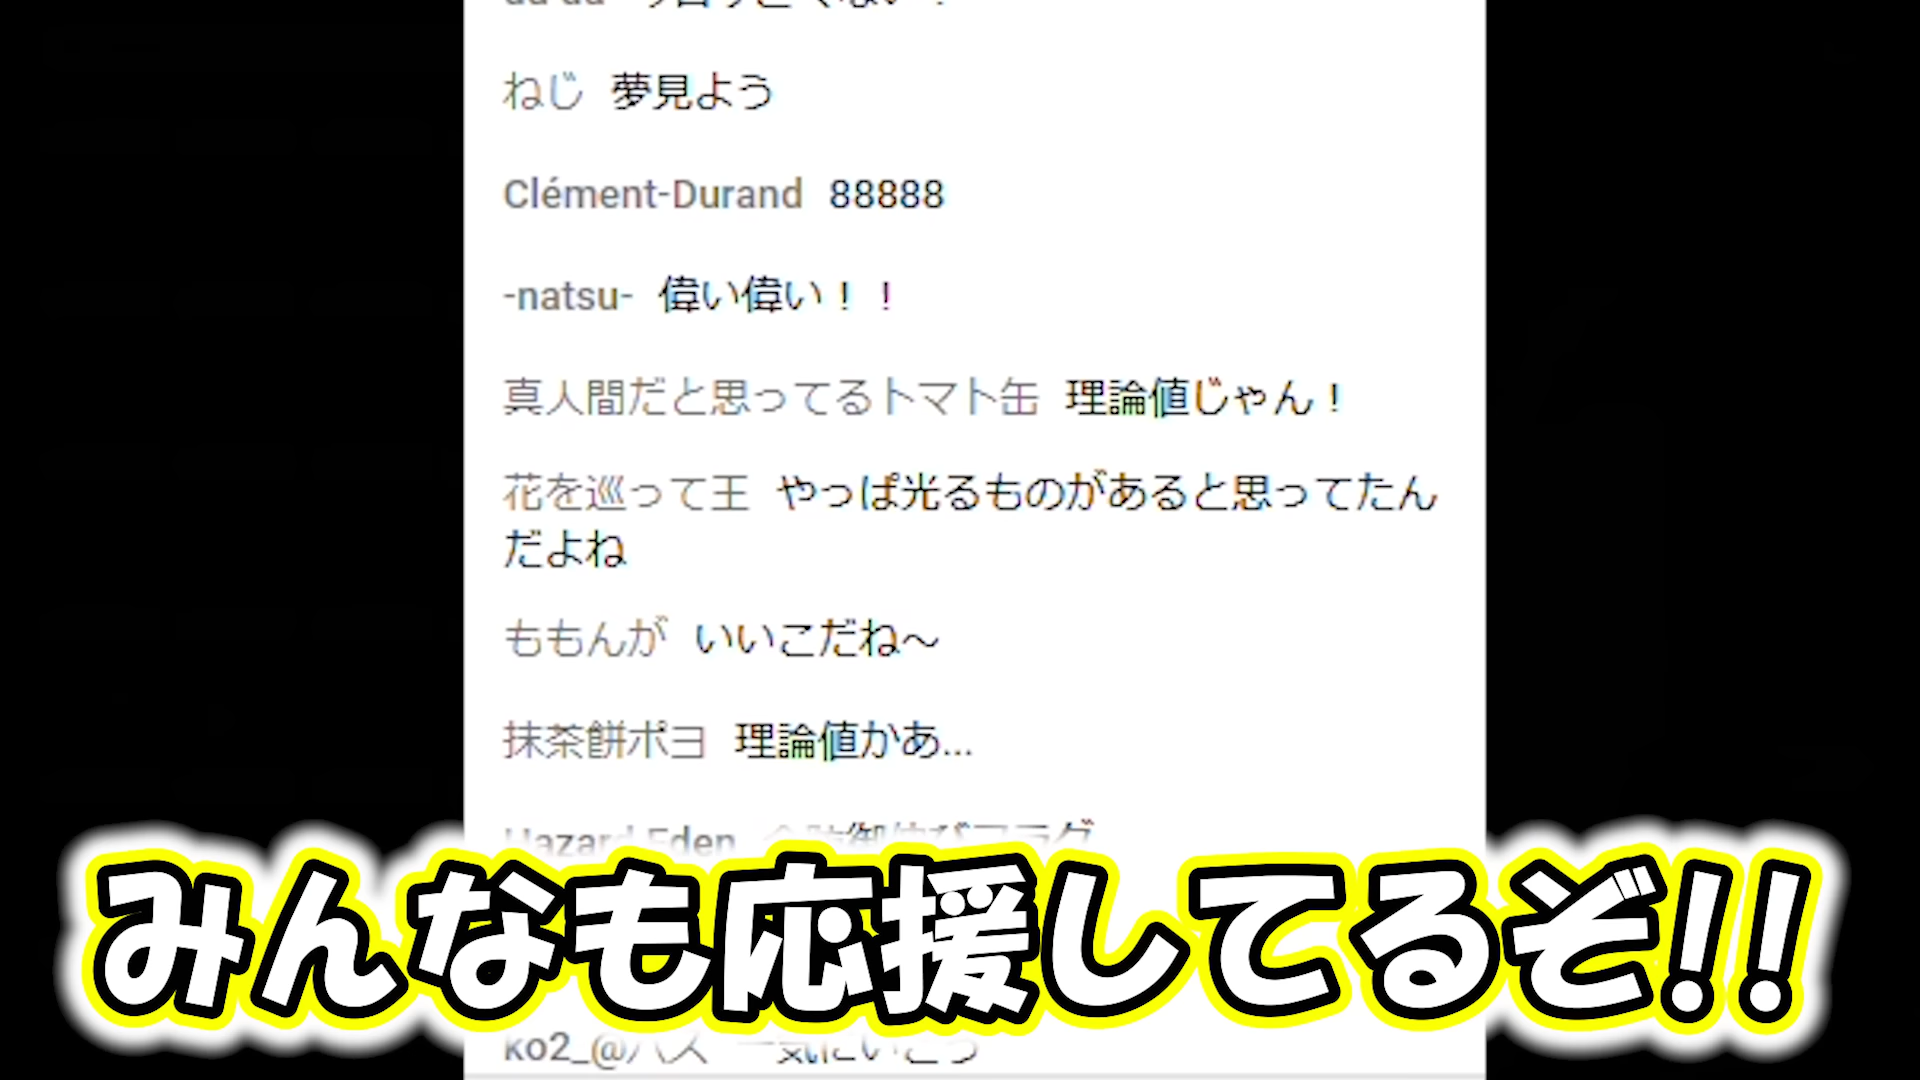 ねじ 夢見よう
Clément-Durand 88888
-natsu- 偉い偉い！！
真人間だと思ってるトマト缶 理論値じゃん！
花を巡って王 やっぱ光るものがあると思ってたん
だよね
ももんが いいこだね～
抹茶餅ポヨ 理論値かあ...
Hazard Eden
みんなも応援してるぞ!!